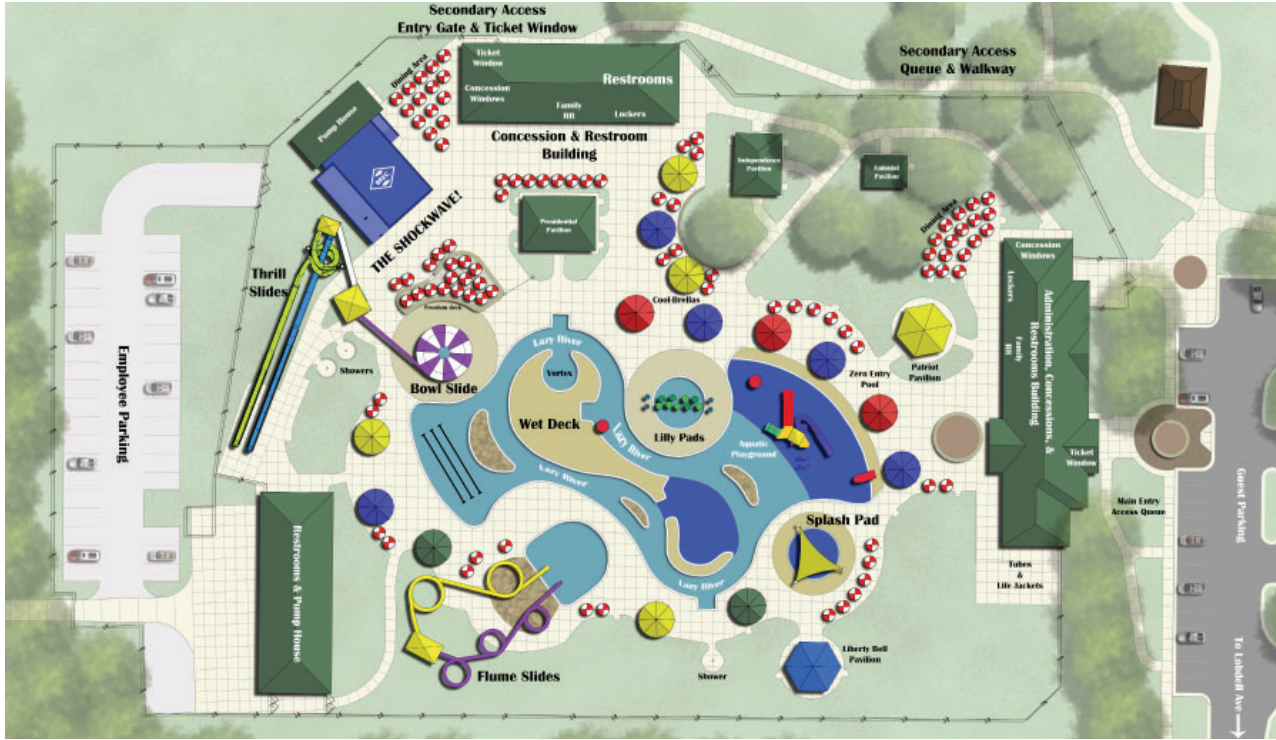 Secondary Access
Entry Gate & Ticket Window
Secondary Access
Queue & Walkway
Ticket
Window
Restrooms
Concession
Windows
Family
RR
Lockers
Dining Area
Pump House
BREC
Concession & Restroom
Building
Independence
Pavilion
Colonial
Pavilion
Presidential
Pavilion
THE SHOCKWAVE!
Dining Area
Concession
Windows
Lockers
Family
RR
Administration, Concessions, &
Restrooms Building
Thrill
Slides
Freedom Deck
Cool-Brellas
Employee Parking
Showers
Bowl Slide
Lazy River
Vortex
Wet Deck
Lazy River
Lilly Pads
Zero Entry
Pool
Patriot
Pavilion
Aquatic
Playground
Lazy River
Ticket
Window
Main Entry
Access Queue
Guest Parking
Splash Pad
Restrooms & Pump House
Lazy River
Tubes
&
Life Jackets
Flume Slides
Shower
Liberty Bell
Pavilion
To Lobdell Ave